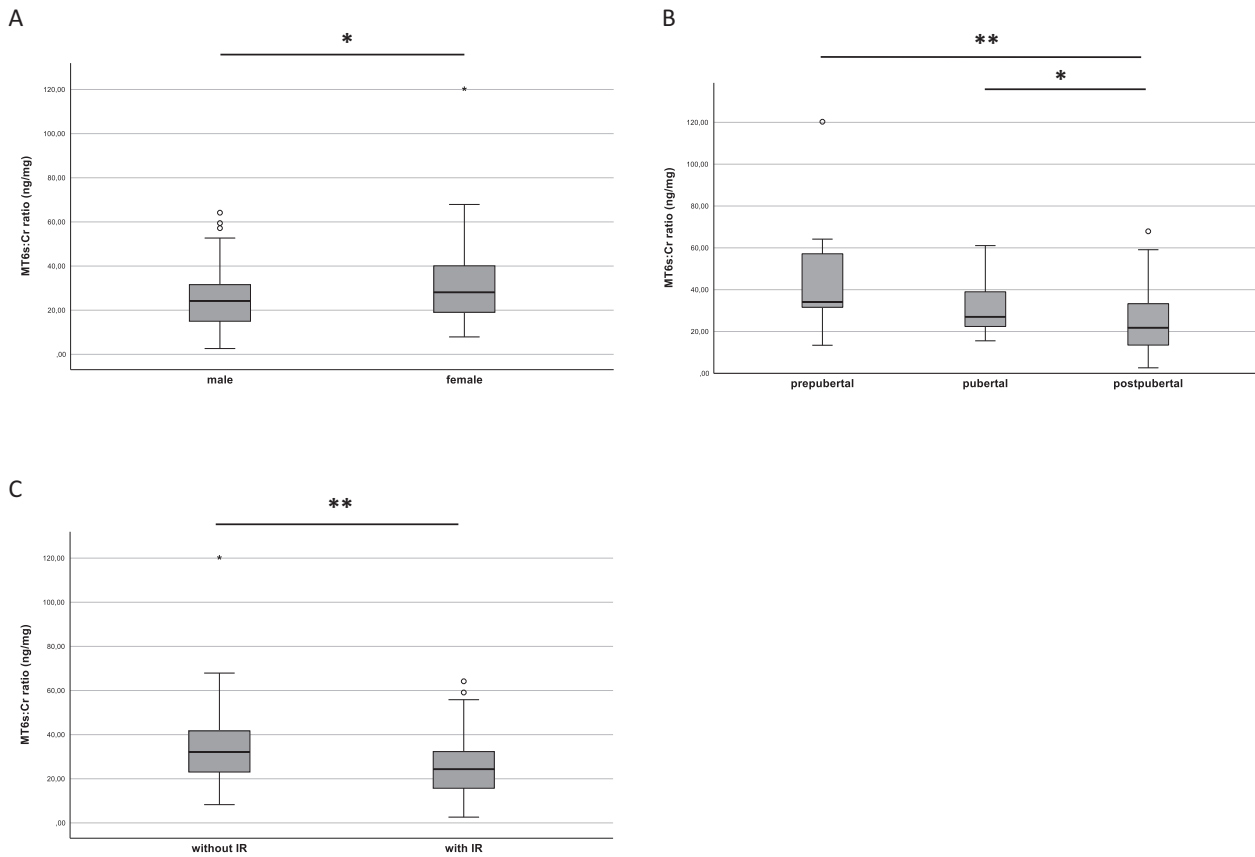 A
*
MT6s:Cr ratio (ng/mg)
120,00
100,00
80,00
60,00
40,00
20,00
,00
*
male
female
B
**
*
MT6s:Cr ratio (ng/mg)
120,00
100,00
80,00
60,00
40,00
20,00
,00
prepubertal
pubertal
postpubertal
C
**
MT6s:Cr ratio (ng/mg)
120,00
100,00
80,00
60,00
40,00
20,00
,00
*
without IR
with IR